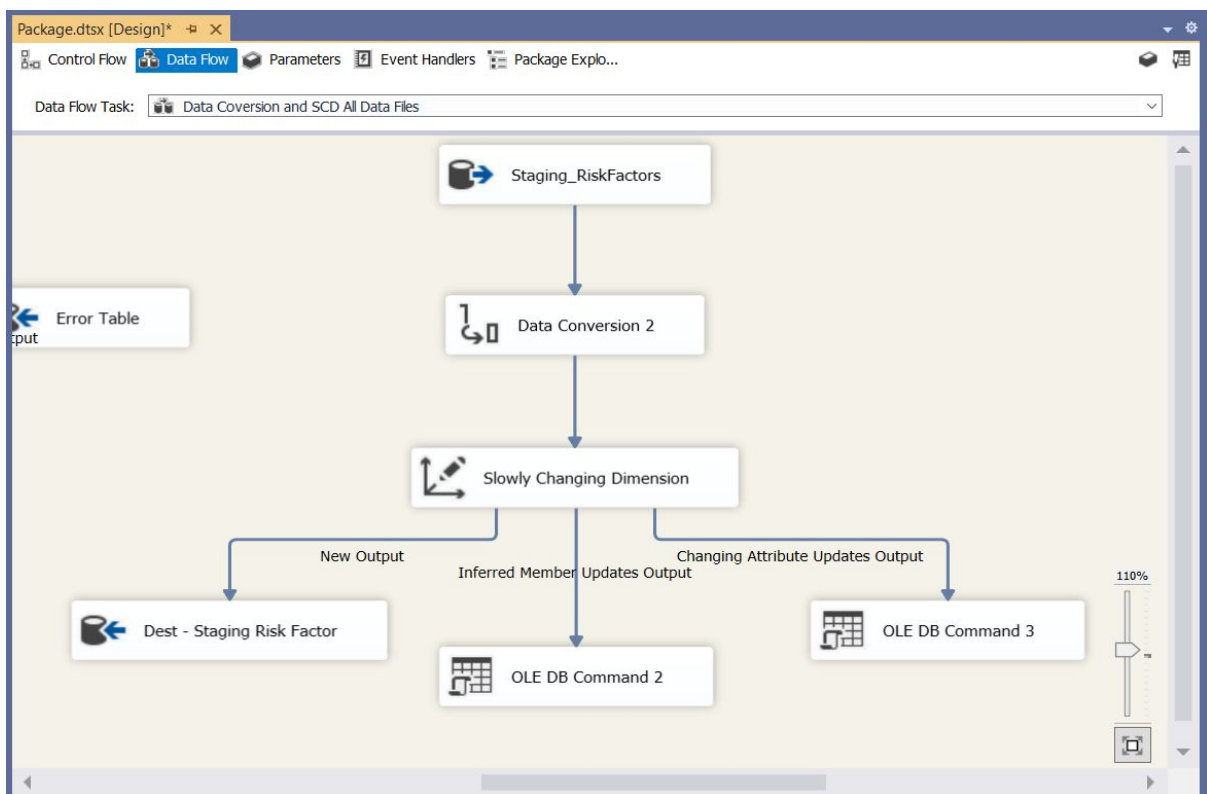 Package.dtsx [Design]*
Control Flow Data Flow Parameters Event Handlers Package Explo...
Data Flow Task: Data Coversion and SCD All Data Files
Staging_RiskFactors
Error Table
tput
Data Conversion 2
Slowly Changing Dimension
New Output
Changing Attribute Updates Output
Inferred Member Updates Output
110%
Dest - Staging Risk Factor
OLE DB Command 3
OLE DB Command 2